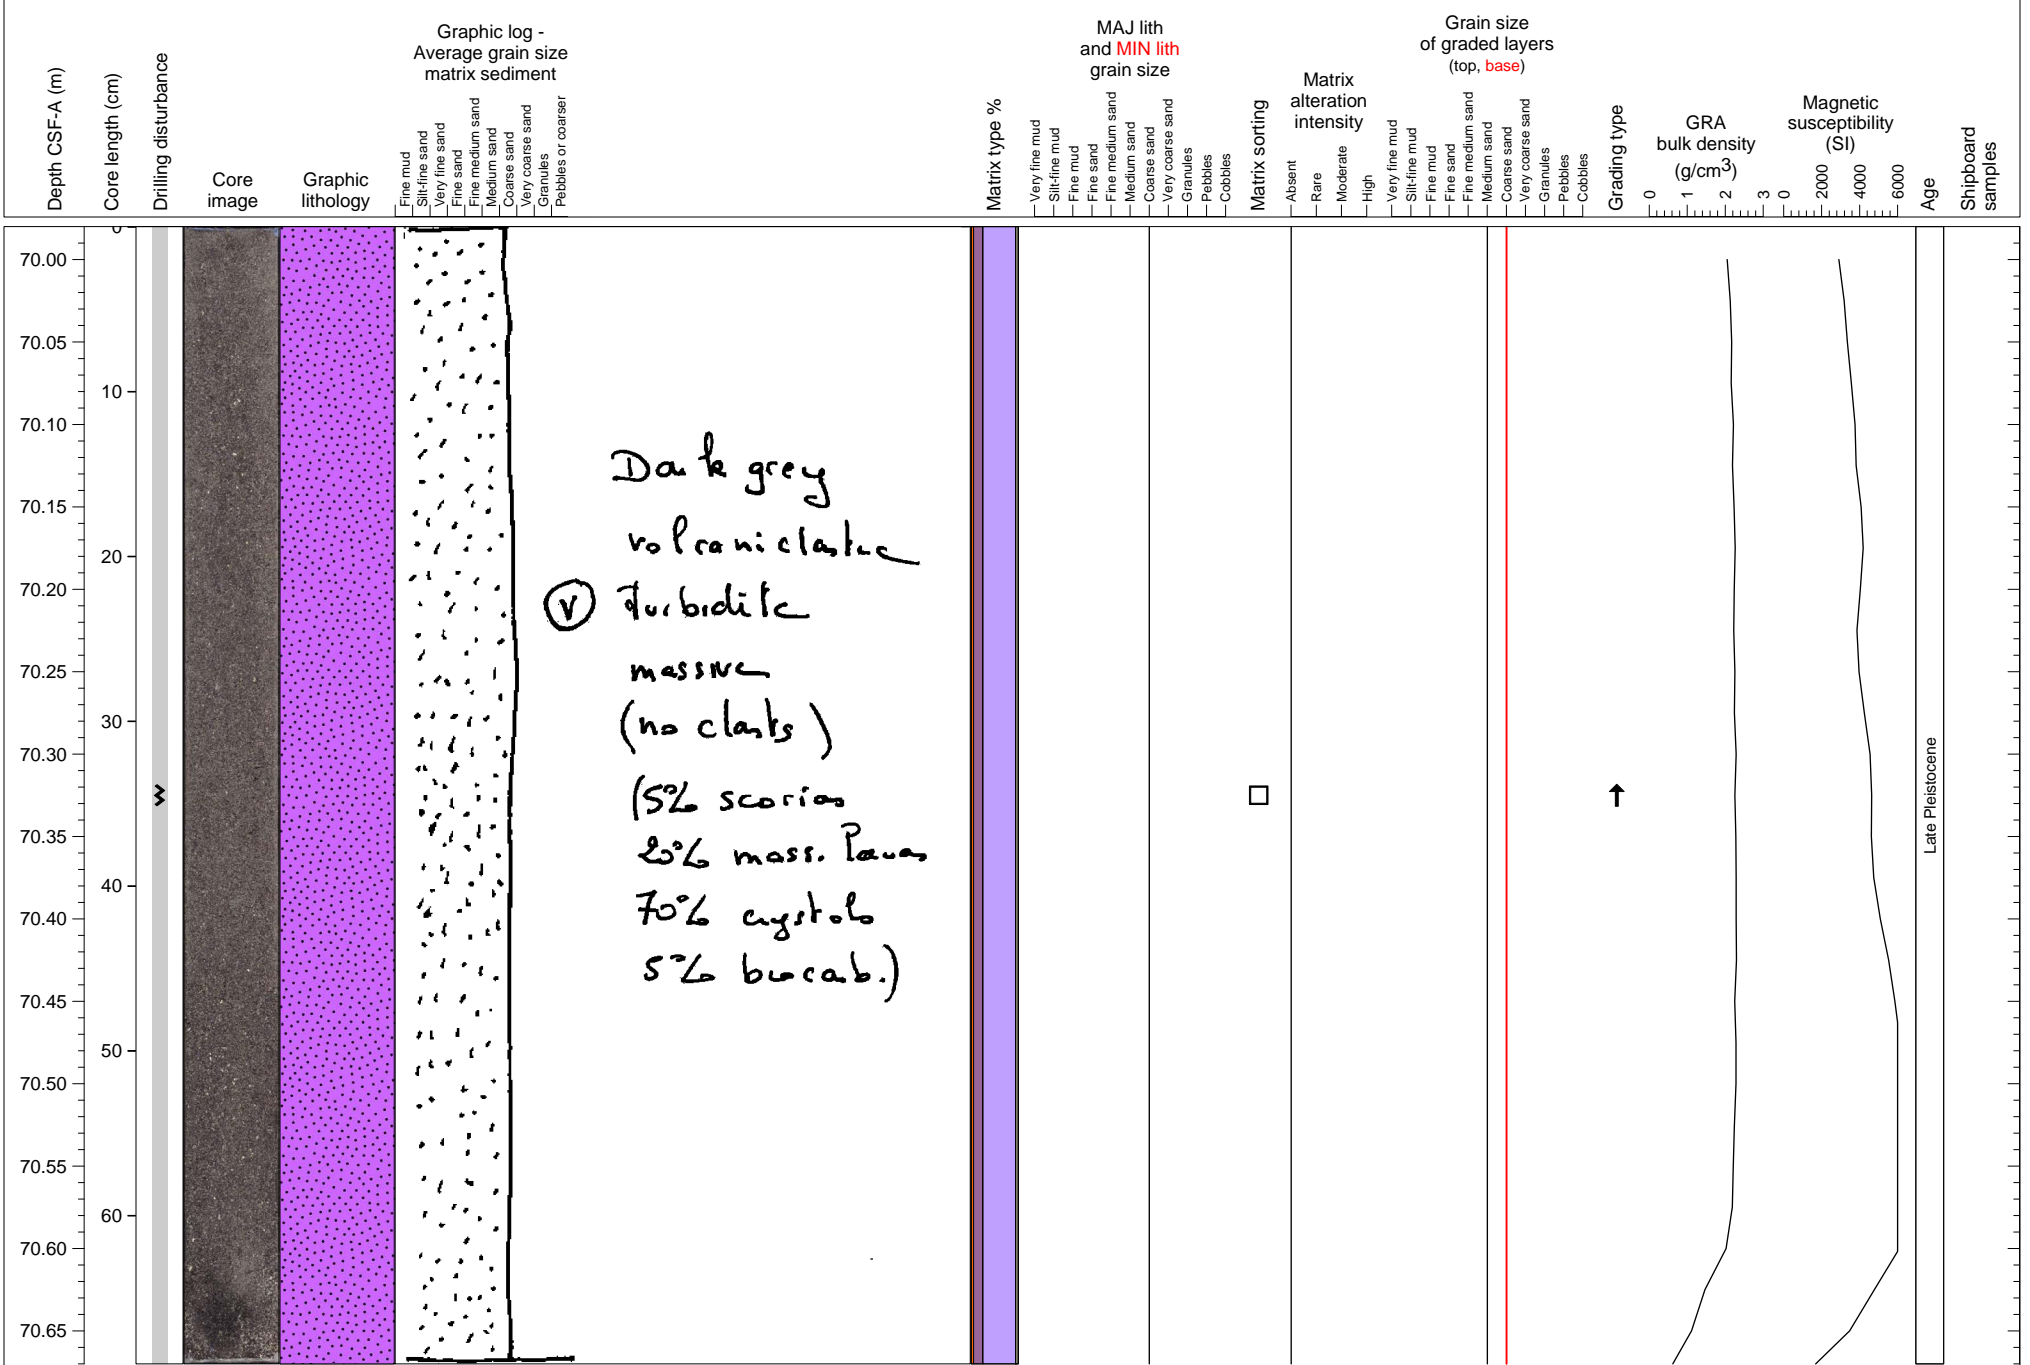 Depth CSF-A (m)
Core length (cm)
Drilling disturbance
Core
image
Graphic
lithology
Graphic log -
Average grain size
matrix sediment
Fine mud
Silt-fine sand
Very fine sand
Fine sand
Fine medium sand
Medium sand
Coarse sand
Very coarse sand
Granules
Pebbles or coarser
Matrix type %
MAJ lith
and MIN lith
grain size
Very fine mud
Silt-fine mud
Fine mud
Fine sand
Fine medium sand
Medium sand
Coarse sand
Very coarse sand
Granules
Pebbles
Cobbles
Matrix sorting
Matrix
alteration
intensity
Absent
Rare
Moderate
High
Grain size
of graded layers
(top, base)
Very fine mud
Silt-fine mud
Fine mud
Fine sand
Fine medium sand
Medium sand
Coarse sand
Very coarse sand
Granules
Pebbles
Cobbles
Grading type
GRA
bulk density
(g/cm3)
0 1 2 3
Magnetic
susceptibility
(SI)
0 2000 4000 6000
Age
Shipboard
samples
0
70.00
70.05
10
70.10
70.15
20
70.20
70.25
30
70.30
70.35
40
70.40
70.45
50
70.50
70.55
60
70.60
70.65
Dark grey
volcaniclastic
V turbidite
massive
(no clasts)
(5% scorias
20% mass. lavas
70% crystals
5% biocarb.)
Late Pleistocene